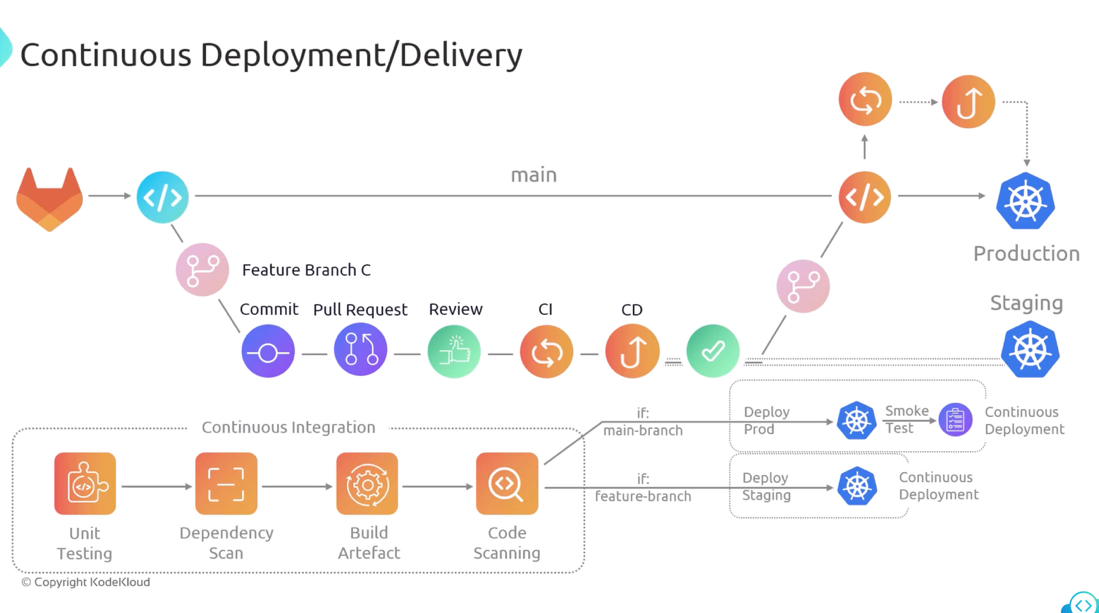 Continuous Deployment/Delivery
main
Production
Feature Branch C
Commit
Pull Request
Review
CI
CD
Staging
Continuous Integration
Unit
Testing
Dependency
Scan
Build
Artefact
Code
Scanning
if:
main-branch
Deploy
Prod
Smoke
Test
Continuous
Deployment
if:
feature-branch
Deploy
Staging
Continuous
Deployment
© Copyright KodeKloud